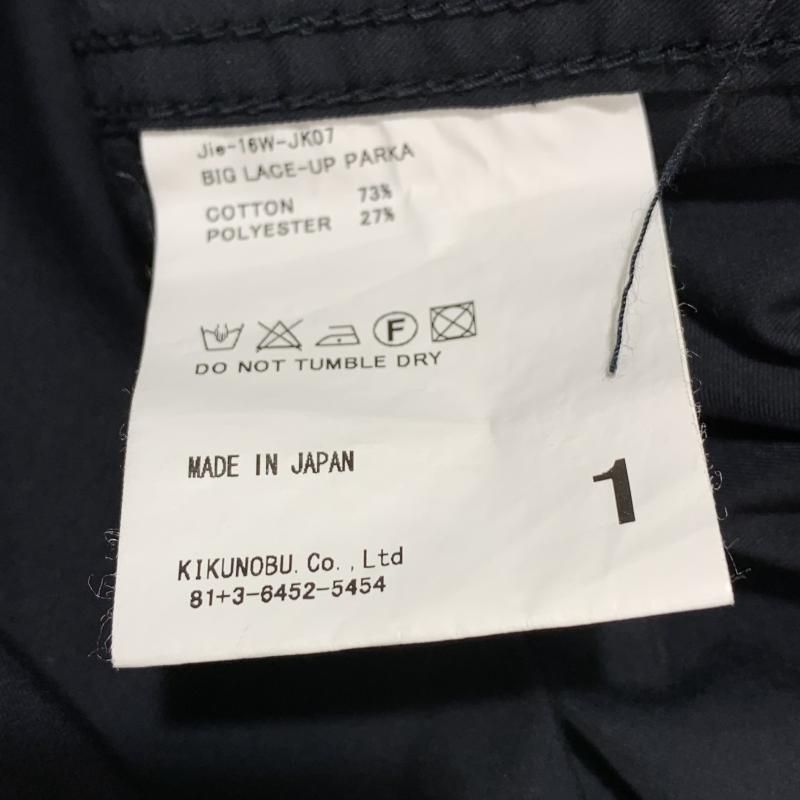 Jie-16W-JK07
BIG LACE-UP PARKA
COTTON 73%
POLYESTER 27%
F
DO NOT TUMBLE DRY
MADE IN JAPAN
1
KIKUNOBU.Co.,Ltd
81+3-6452-5454